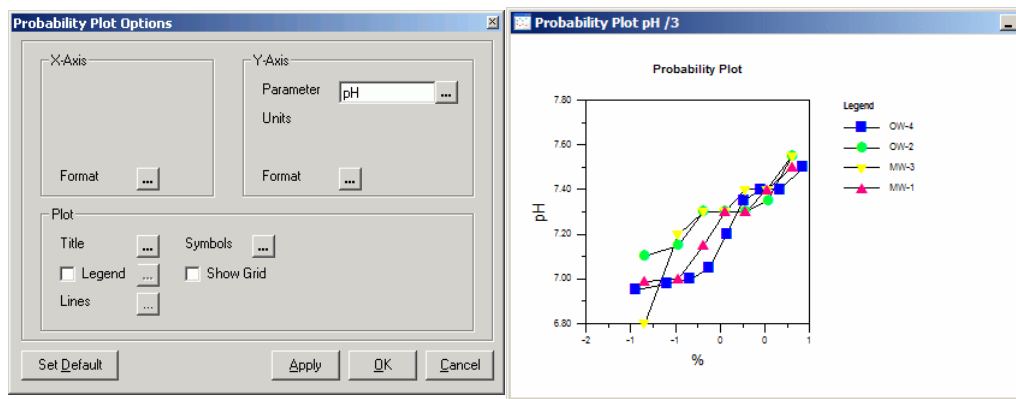 Probability Plot Options
X-Axis
Format ...
Y-Axis
Parameter pH ...
Units
Format ...
Plot
Title ... Symbols ...
Legend ... Show Grid
Lines ...
Set Default Apply OK Cancel
Probability Plot pH /3
Probability Plot
7.80
7.60
7.40
7.20
7.00
6.80
pH
-2 -1 -1 0 0 1
%
Legend
OW-4
OW-2
MW-3
MW-1